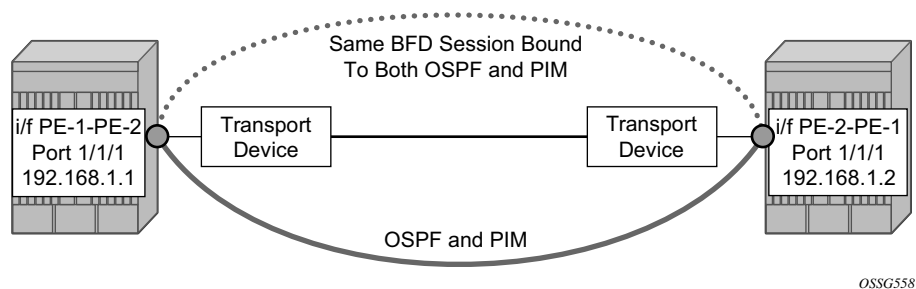 Same BFD Session Bound
To Both OSPF and PIM
i/f PE-1-PE-2
Port 1/1/1
192.168.1.1
Transport
Device
Transport
Device
i/f PE-2-PE-1
Port 1/1/1
192.168.1.2
OSPF and PIM
OSSG558